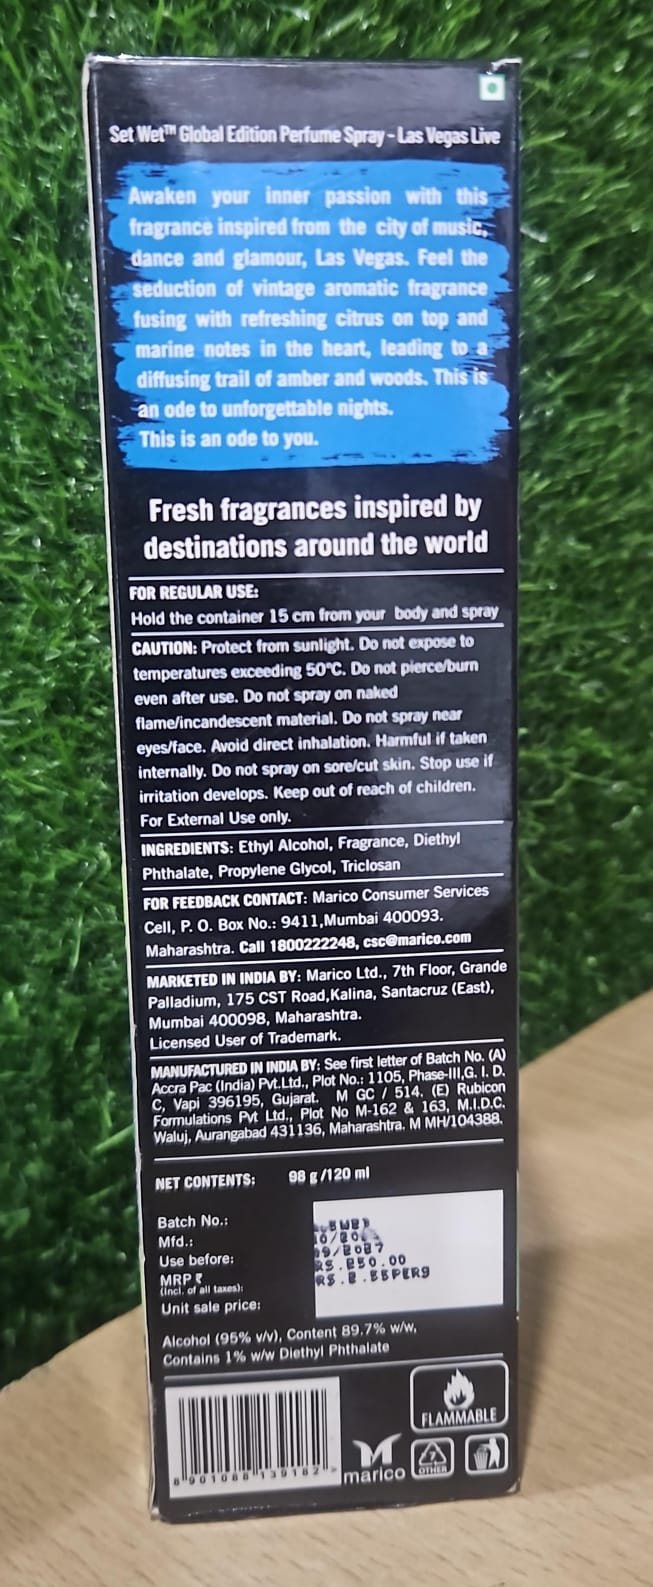 Set Wet™ Global Edition Perfume Spray - Las Vegas Live
Awaken your inner passion with this
fragrance inspired from the city of music,
dance and glamour, Las Vegas. Feel the
seduction of vintage aromatic fragrance
fusing with refreshing citrus on top and
marine notes in the heart, leading to a
diffusing trail of amber and woods. This is
an ode to unforgettable nights.
This is an ode to you.
Fresh fragrances inspired by
destinations around the world
FOR REGULAR USE:
Hold the container 15 cm from your body and spray
CAUTION: Protect from sunlight. Do not expose to
temperatures exceeding 50°C. Do not pierce/burn
even after use. Do not spray on naked
flame/incandescent material. Do not spray near
eyes/face. Avoid direct inhalation. Harmful if taken
internally. Do not spray on sore/cut skin. Stop use if
irritation develops. Keep out of reach of children.
For External Use only.
INGREDIENTS: Ethyl Alcohol, Fragrance, Diethyl
Phthalate, Propylene Glycol, Triclosan
FOR FEEDBACK CONTACT: Marico Consumer Services
Cell, P. O. Box No.: 9411,Mumbai 400093.
Maharashtra. Call 1800222248, csc@marico.com
MARKETED IN INDIA BY: Marico Ltd., 7th Floor, Grande
Palladium, 175 CST Road,Kalina, Santacruz (East),
Mumbai 400098, Maharashtra.
Licensed User of Trademark.
MANUFACTURED IN INDIA BY: See first letter of Batch No. (A)
Accra Pac (India) Pvt.Ltd., Plot No.: 1105, Phase-III,G. I. D.
C, Vapi 396195, Gujarat. M GC / 514. (E) Rubicon
Formulations Pvt Ltd., Plot No M-162 & 163, M.I.D.C.
Waluj, Aurangabad 431136, Maharashtra. M MH/104388.
NET CONTENTS: 98 g/120 ml
Batch No.:
Mfd.:
Use before: 09/2027
MRP ₹ RS.250.00
(Incl. of all taxes):
Unit sale price: RS.2.55PERG
Alcohol (95% v/v), Content 89.7% w/w,
Contains 1% w/w Diethyl Phthalate
FLAMMABLE
8 901088 139182 >
marico
7
OTHER